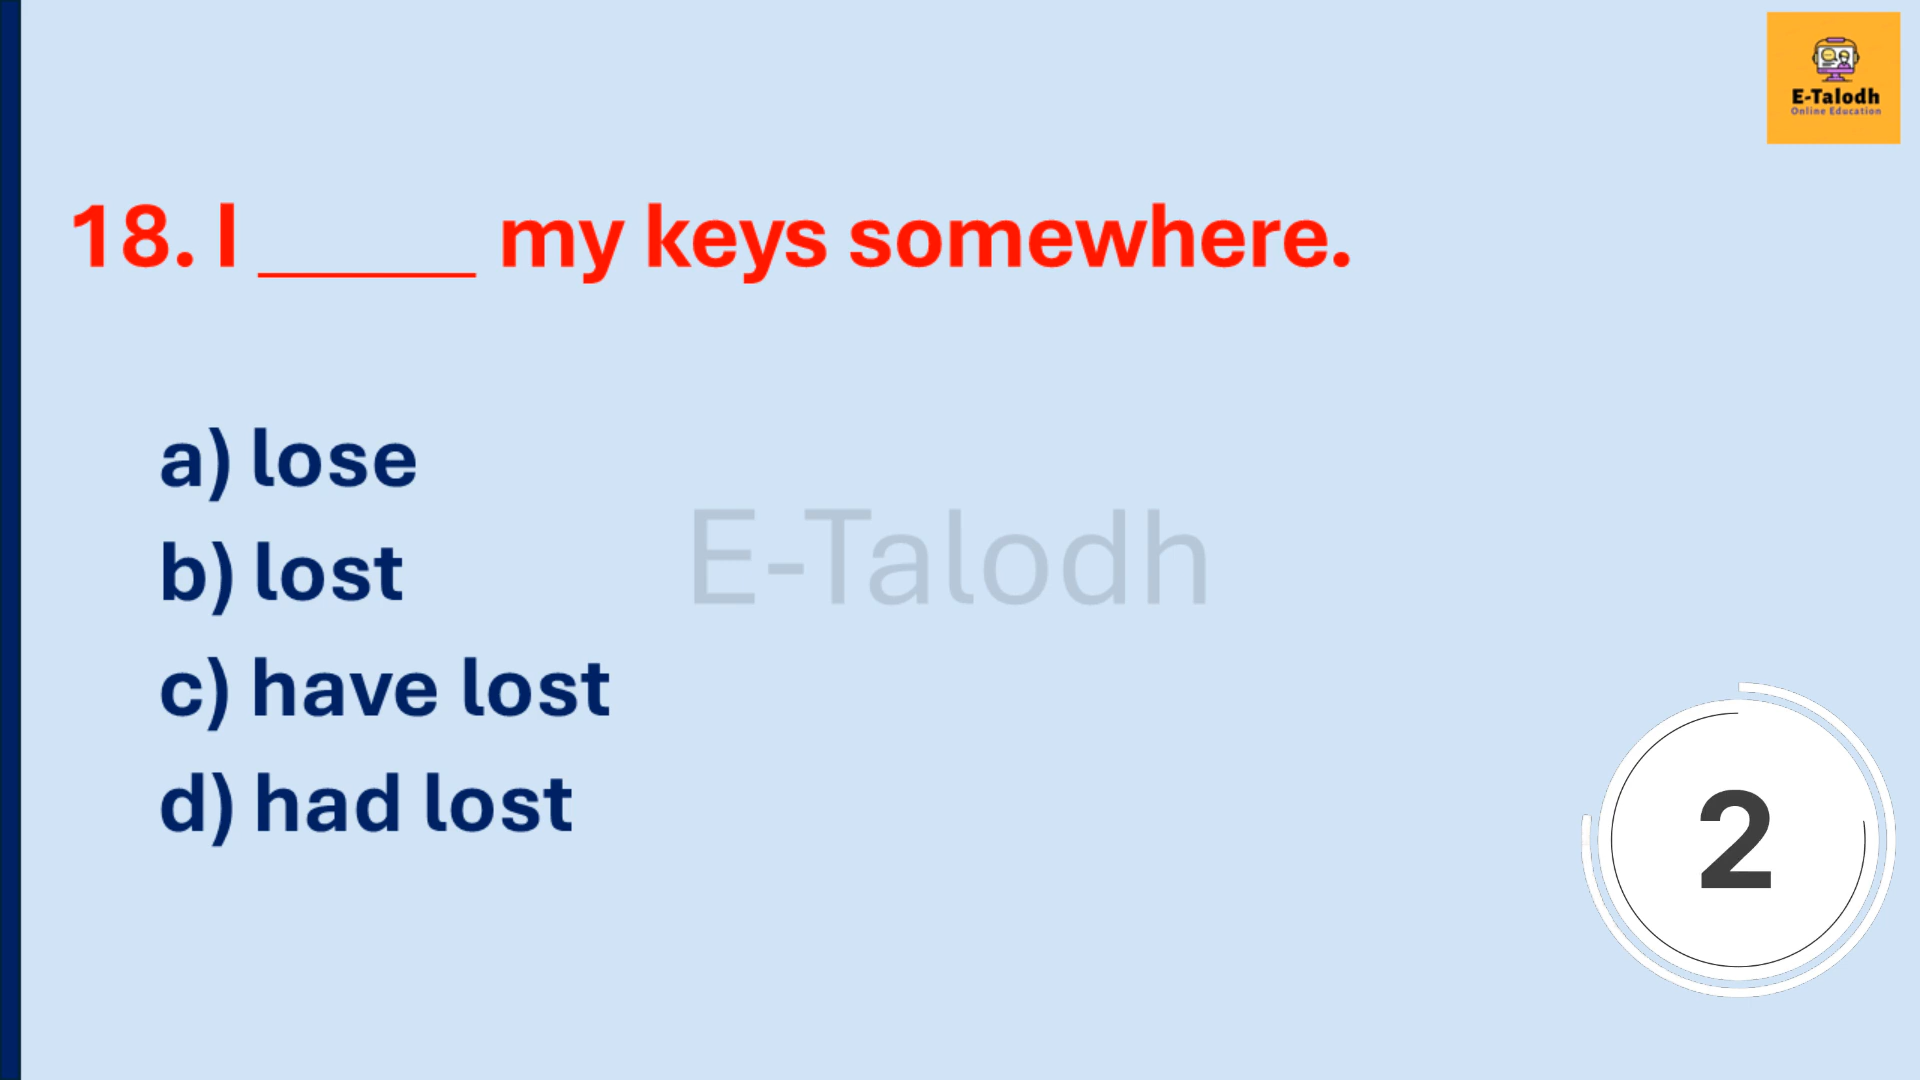 E-Talodh
Online Education
18. I _____ my keys somewhere.
a) lose
b) lost
c) have lost
d) had lost
E-Talodh
2